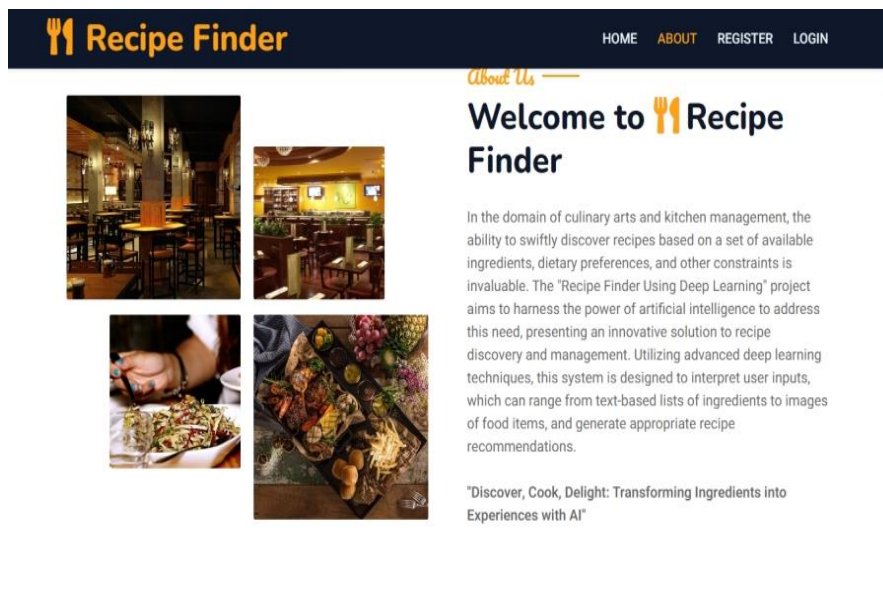 Recipe Finder
HOME ABOUT REGISTER LOGIN
About Us
Welcome to Recipe
Finder
In the domain of culinary arts and kitchen management, the
ability to swiftly discover recipes based on a set of available
ingredients, dietary preferences, and other constraints is
invaluable. The "Recipe Finder Using Deep Learning" project
aims to harness the power of artificial intelligence to address
this need, presenting an innovative solution to recipe
discovery and management. Utilizing advanced deep learning
techniques, this system is designed to interpret user inputs,
which can range from text-based lists of ingredients to images
of food items, and generate appropriate recipe
recommendations.
"Discover, Cook, Delight: Transforming Ingredients into
Experiences with AI"